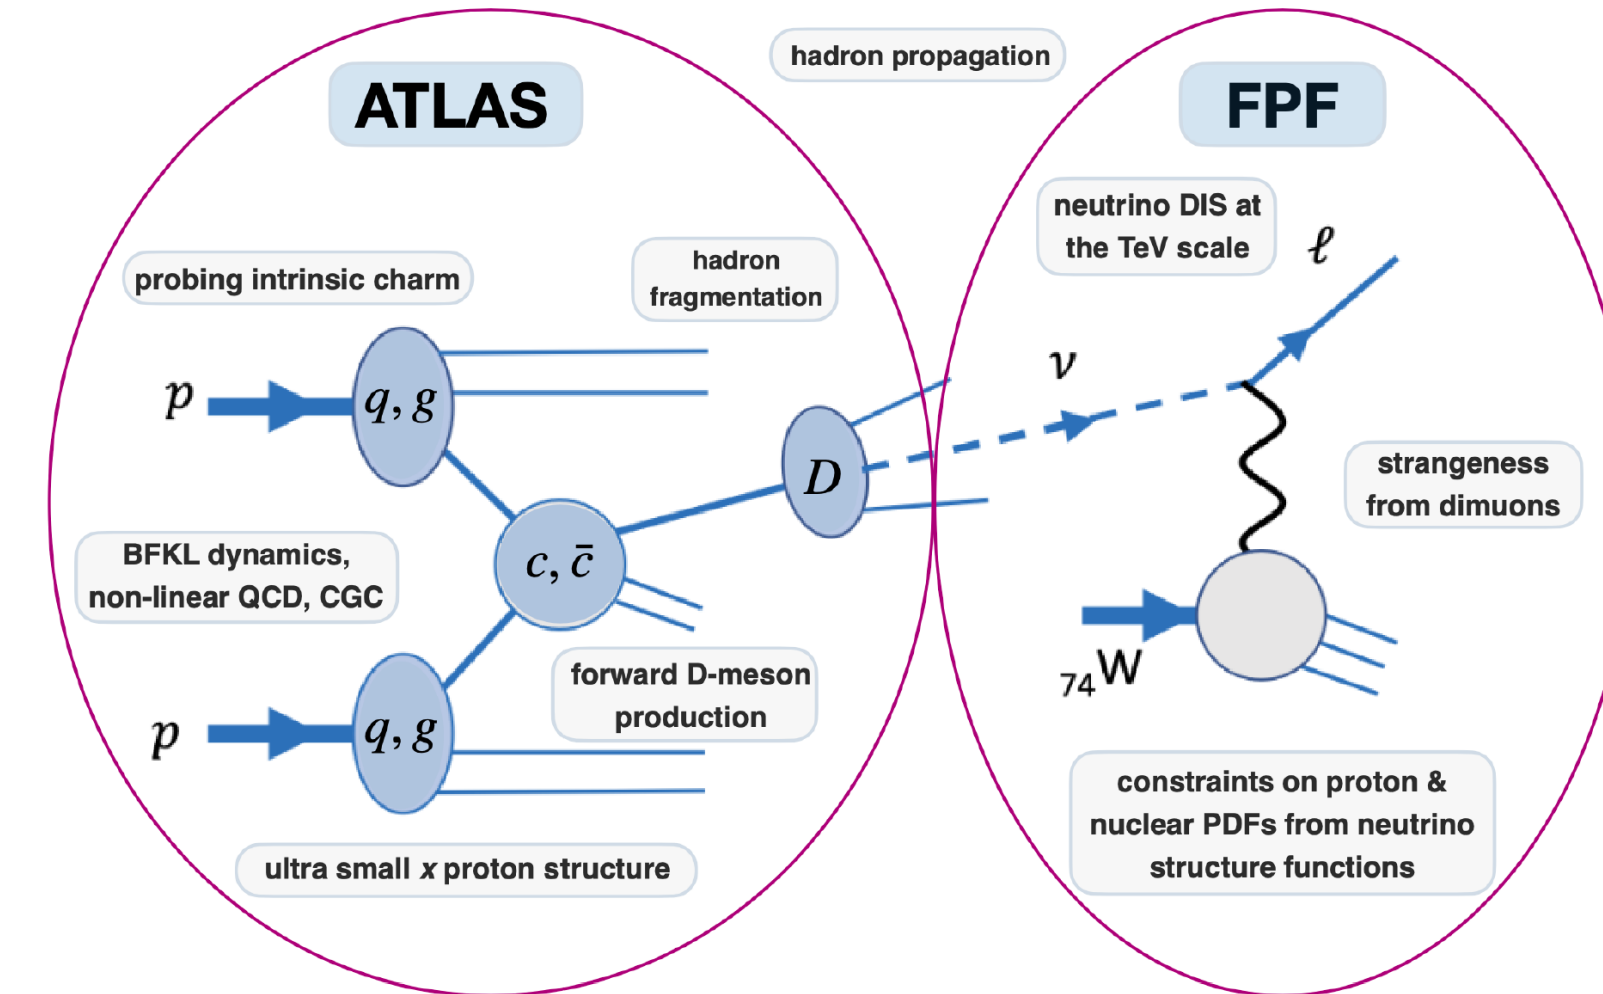 hadron propagation
ATLAS
FPF
neutrino DIS at
the TeV scale
ℓ
probing intrinsic charm
hadron
fragmentation
p
q, g
ν
D
strangeness
from dimuons
BFKL dynamics,
non-linear QCD, CGC
c, c̄
₇₄W
forward D-meson
production
p
q, g
constraints on proton &
nuclear PDFs from neutrino
structure functions
ultra small x proton structure